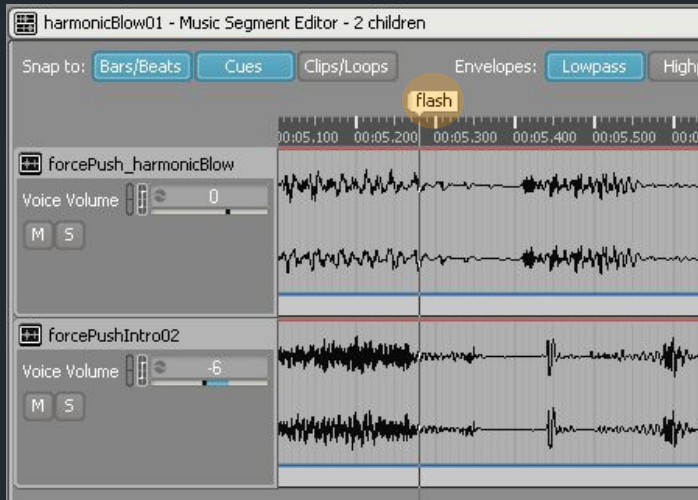 harmonicBlow01 - Music Segment Editor - 2 children
Snap to: Bars/Beats Cues Clips/Loops Envelopes: Lowpass
flash
00:05.100 00:05.200 00:05.300 00:05.400 00:05.500
forcePush_harmonicBlow
Voice Volume 0
M S
forcePushIntro02
Voice Volume -6
M S